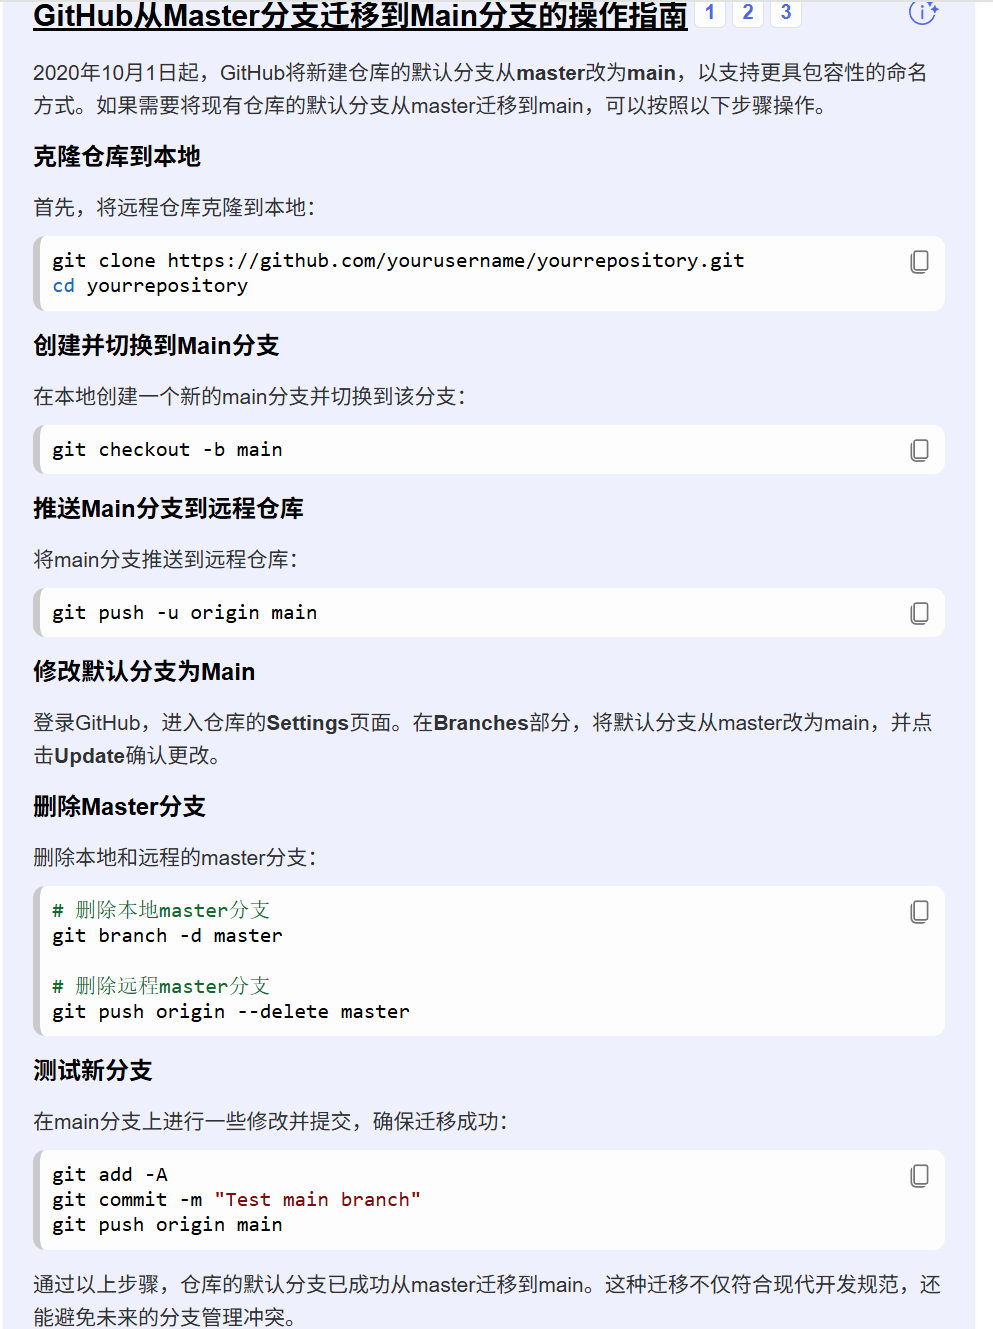 GitHub从Master分支迁移到Main分支的操作指南 1 2 3
2020年10月1日起，GitHub将新建仓库的默认分支从master改为main，以支持更具包容性的命名
方式。如果需要将现有仓库的默认分支从master迁移到main，可以按照以下步骤操作。
克隆仓库到本地
首先，将远程仓库克隆到本地：
git clone https://github.com/yourusername/yourrepository.git
cd yourrepository
创建并切换到Main分支
在本地创建一个新的main分支并切换到该分支：
git checkout -b main
推送Main分支到远程仓库
将main分支推送到远程仓库：
git push -u origin main
修改默认分支为Main
登录GitHub，进入仓库的Settings页面。在Branches部分，将默认分支从master改为main，并点
击Update确认更改。
删除Master分支
删除本地和远程的master分支：
# 删除本地master分支
git branch -d master
# 删除远程master分支
git push origin --delete master
测试新分支
在main分支上进行一些修改并提交，确保迁移成功：
git add -A
git commit -m "Test main branch"
git push origin main
通过以上步骤，仓库的默认分支已成功从master迁移到main。这种迁移不仅符合现代开发规范，还
能避免未来的分支管理冲突。